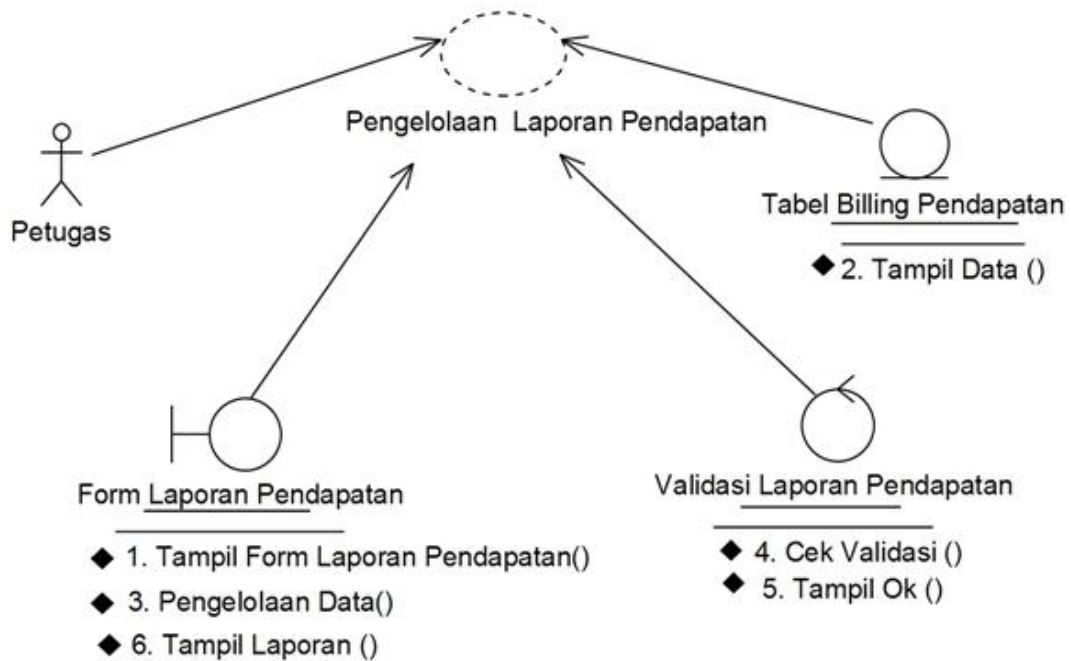 Pengelolaan Laporan Pendapatan
Petugas
Tabel Billing Pendapatan
2. Tampil Data ()
Form Laporan Pendapatan
1. Tampil Form Laporan Pendapatan()
3. Pengelolaan Data()
6. Tampil Laporan ()
Validasi Laporan Pendapatan
4. Cek Validasi ()
5. Tampil Ok ()